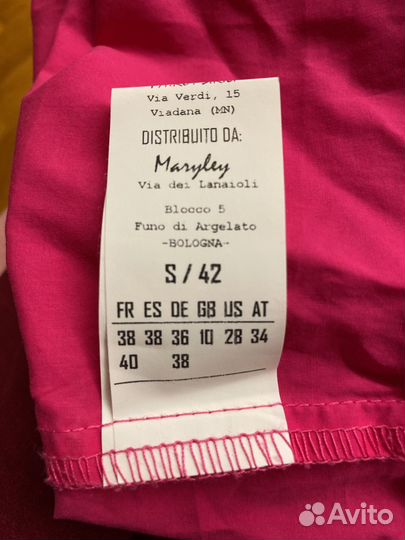 Via Verdi, 15
Viadana (MN)
DISTRIBUITO DA:
Maryley
Via dei Lanaioli
Blocco 5
Funo di Argelato
-BOLOGNA-
S / 42
FR ES DE GB US AT
38 38 36 10 28 34
40 38
Avito